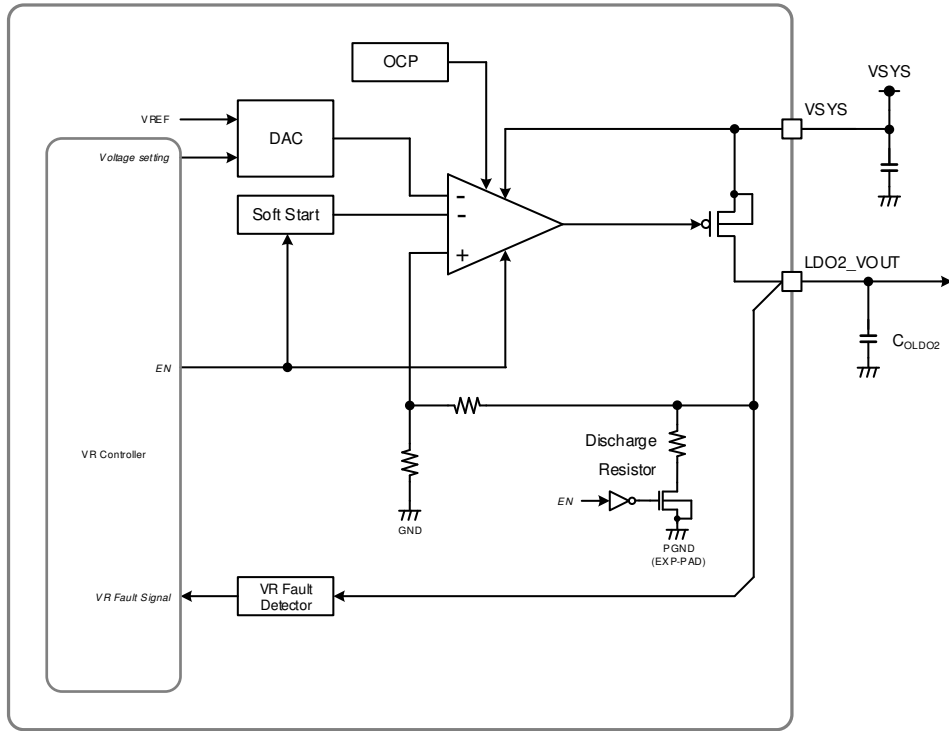 OCP
VSYS
VSYS
VREF
DAC
Voltage setting
Soft Start
-
-
+
LDO2_VOUT
COLDO2
EN
Discharge
Resistor
VR Controller
EN
GND
PGND
(EXP-PAD)
VR Fault Signal
VR Fault
Detector